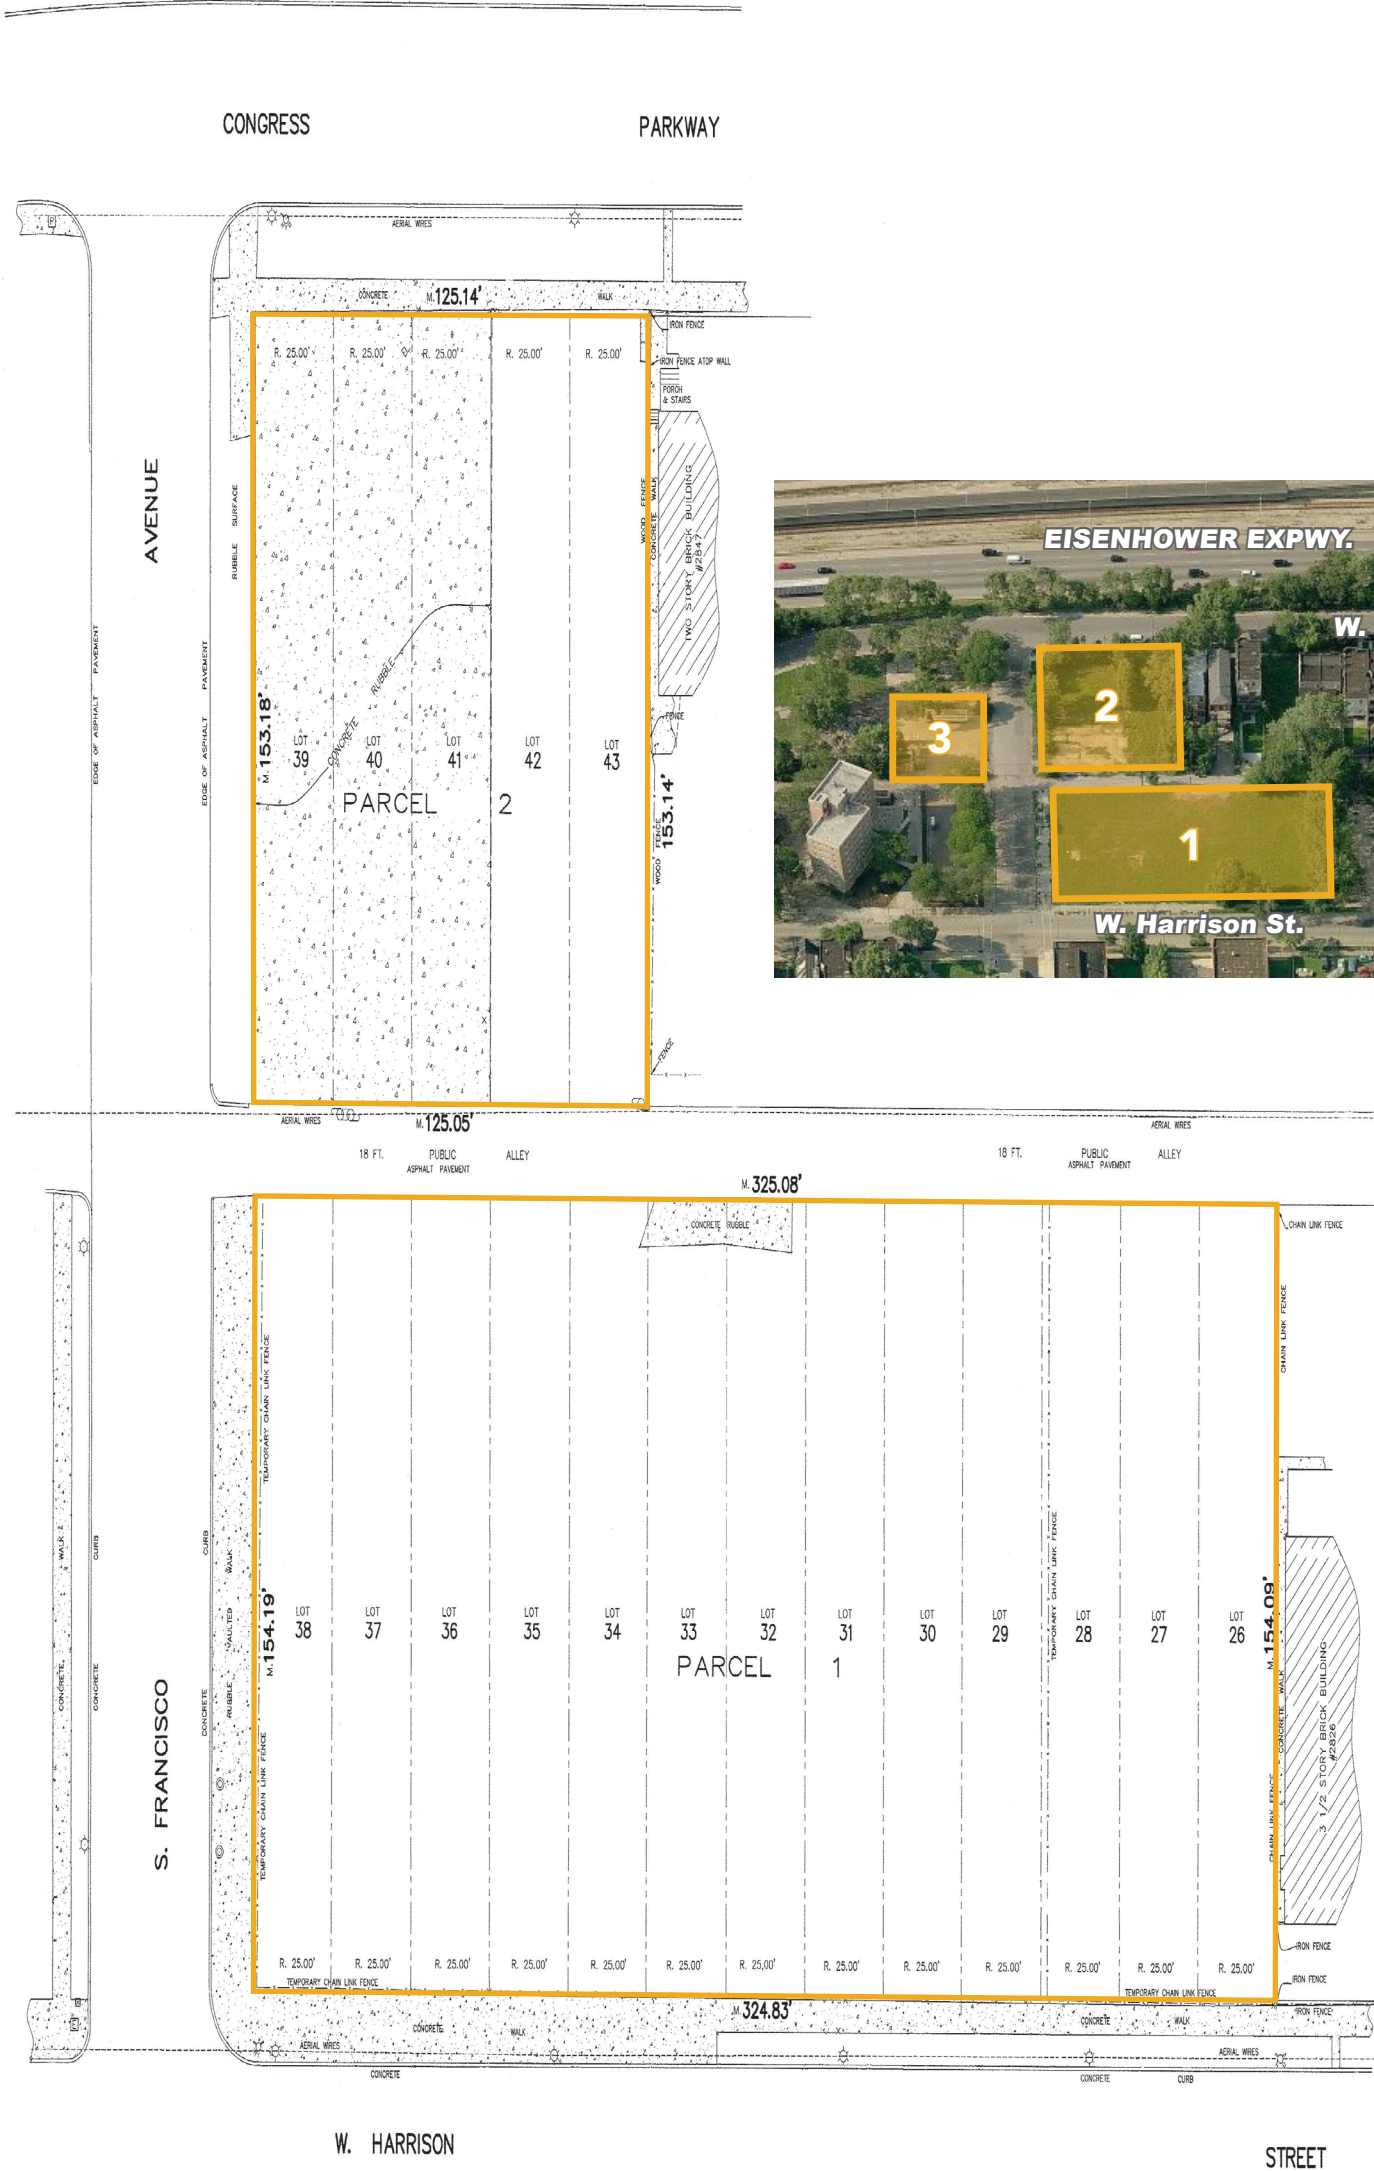 CONGRESS PARKWAY
AERIAL WIRES
CONCRETE M. 125.14' WALK
IRON FENCE
R. 25.00' R. 25.00' R. 25.00' R. 25.00' R. 25.00'
IRON FENCE ATOP WALL
PORCH
& STAIRS
AVENUE
RUBBLE SURFACE
WOOD FENCE
CONCRETE WALK
TWO STORY BRICK BUILDING
#2847
EISENHOWER EXPWY.
W.
2
3
1
W. Harrison St.
EDGE OF ASPHALT PAVEMENT
EDGE OF ASPHALT PAVEMENT
RUBBLE
CONCRETE
FENCE
M. 153.18'
LOT LOT LOT LOT LOT
39 40 41 42 43
PARCEL 2
WOOD FENCE
153.14'
FENCE
AERIAL WIRES
M. 125.05'
AERIAL WIRES
18 FT. PUBLIC ALLEY
ASPHALT PAVEMENT
18 FT. PUBLIC ALLEY
ASPHALT PAVEMENT
M. 325.08'
CONCRETE RUBBLE
CHAIN LINK FENCE
CHAIN LINK FENCE
TEMPORARY CHAIN LINK FENCE
TEMPORARY CHAIN LINK FENCE
WALK
CURB
CURB
RUBBLE VAULTED WALK
M. 154.19'
LOT LOT LOT LOT LOT LOT LOT LOT LOT LOT LOT LOT LOT
38 37 36 35 34 33 32 31 30 29 28 27 26
M. 154.09'
PARCEL 1
CONCRETE
CONCRETE
CONCRETE
CONCRETE WALK
3 1/2 STORY BRICK BUILDING
#2826
S. FRANCISCO
TEMPORARY CHAIN LINK FENCE
CHAIN LINK FENCE
IRON FENCE
R. 25.00' R. 25.00' R. 25.00' R. 25.00' R. 25.00' R. 25.00' R. 25.00' R. 25.00' R. 25.00' R. 25.00' R. 25.00' R. 25.00' R. 25.00'
TEMPORARY CHAIN LINK FENCE
IRON FENCE
TEMPORARY CHAIN LINK FENCE
M. 324.83'
IRON FENCE
CONCRETE WALK
CONCRETE WALK
AERIAL WIRES
AERIAL WIRES
CONCRETE
CONCRETE CURB
W. HARRISON STREET